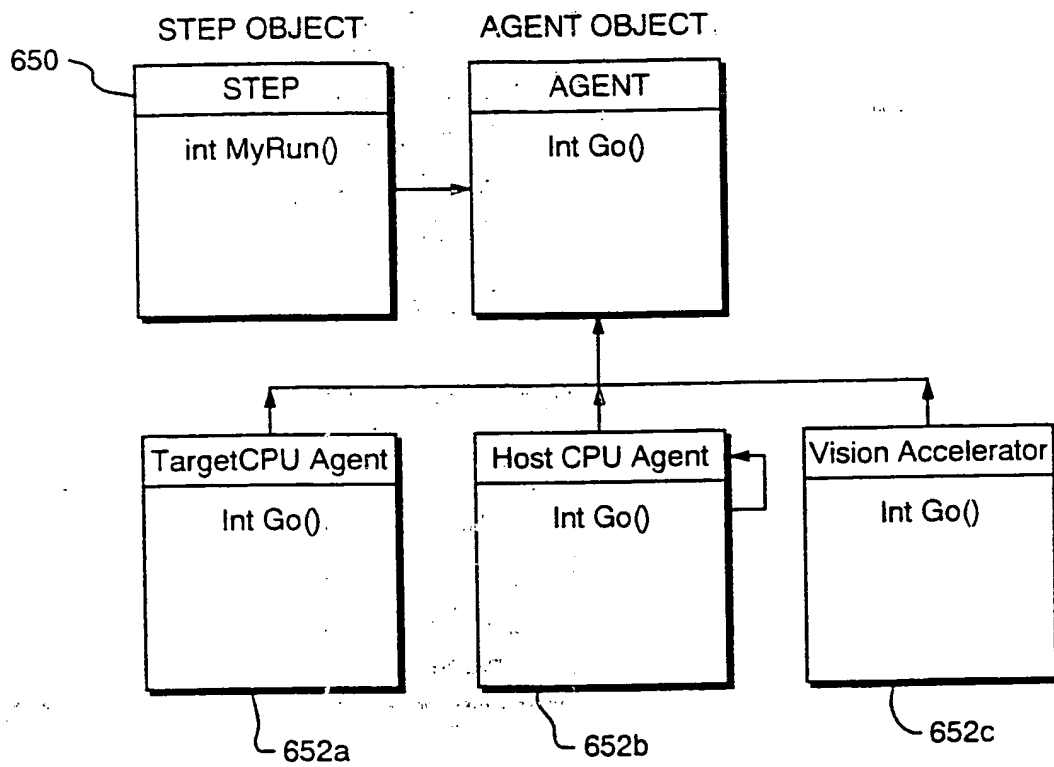 STEP OBJECT
AGENT OBJECT
650
STEP
int MyRun()
AGENT
Int Go()
TargetCPU Agent
Int Go()
Host CPU Agent
Int Go()
Vision Accelerator
Int Go()
652a
652b
652c